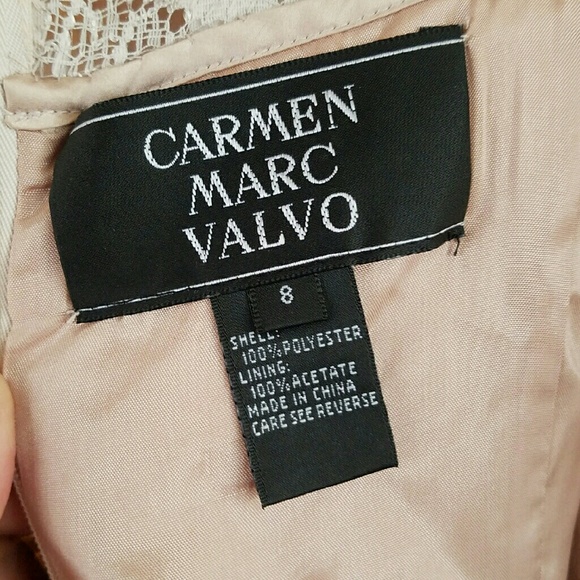 CARMEN
MARC
VALVO
8
SHELL:
100%POLYESTER
LINING:
100%ACETATE
MADE IN CHINA
CARE SEE REVERSE